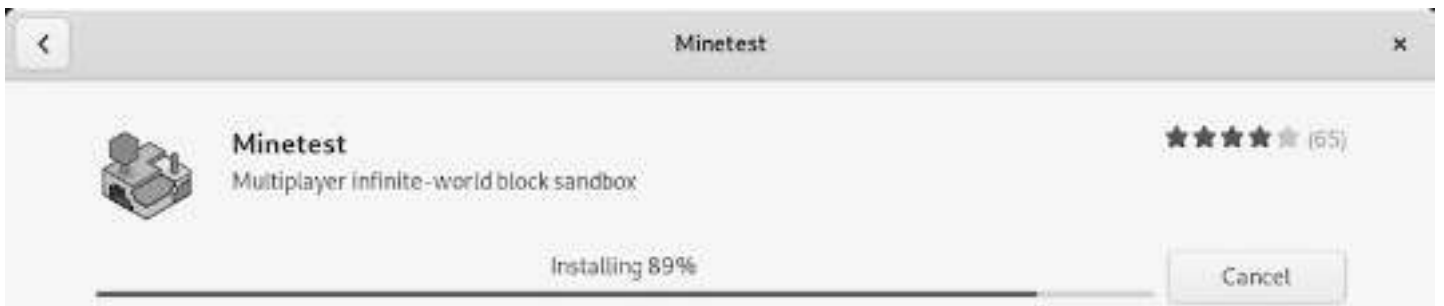 Minetest
Minetest
(65)
Multiplayer infinite-world block sandbox
Installing 89%
Cancel